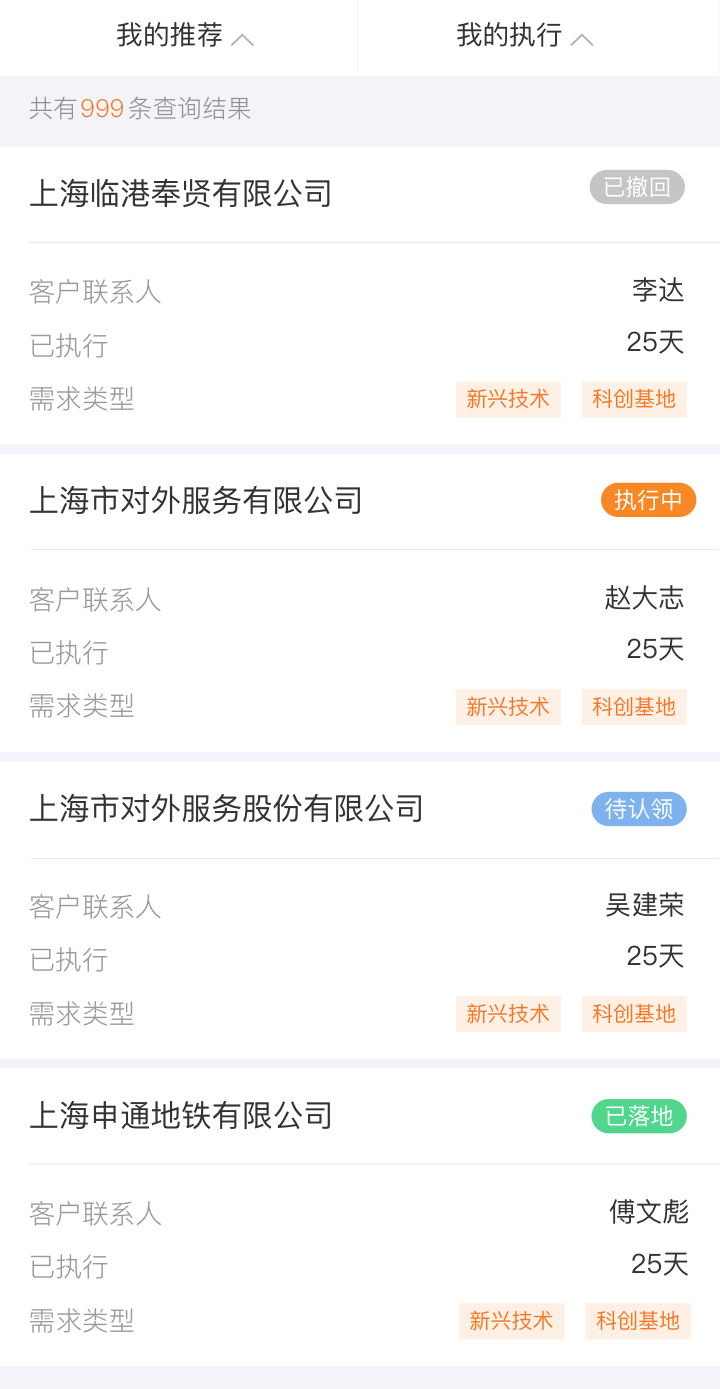 我的推荐 我的执行
共有999条查询结果
上海临港奉贤有限公司 已撤回
客户联系人 李达
已执行 25天
需求类型 新兴技术 科创基地
上海市对外服务有限公司 执行中
客户联系人 赵大志
已执行 25天
需求类型 新兴技术 科创基地
上海市对外服务股份有限公司 待认领
客户联系人 吴建荣
已执行 25天
需求类型 新兴技术 科创基地
上海申通地铁有限公司 已落地
客户联系人 傅文彪
已执行 25天
需求类型 新兴技术 科创基地